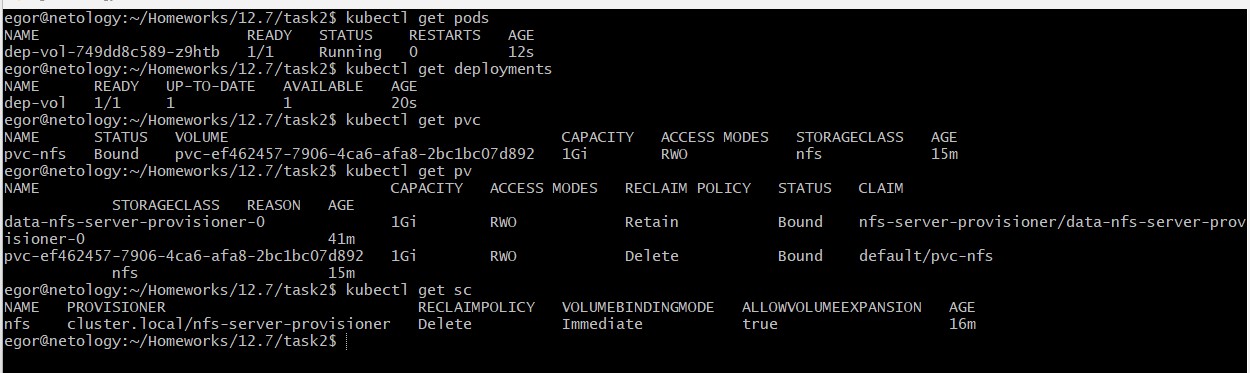 egor@netology:~/Homeworks/12.7/task2$ kubectl get pods
NAME                       READY   STATUS    RESTARTS   AGE
dep-vol-749dd8c589-z9htb   1/1     Running   0          12s
egor@netology:~/Homeworks/12.7/task2$ kubectl get deployments
NAME      READY   UP-TO-DATE   AVAILABLE   AGE
dep-vol   1/1     1            1           20s
egor@netology:~/Homeworks/12.7/task2$ kubectl get pvc
NAME      STATUS   VOLUME                                     CAPACITY   ACCESS MODES   STORAGECLASS   AGE
pvc-nfs   Bound    pvc-ef462457-7906-4ca6-afa8-2bc1bc07d892   1Gi        RWO            nfs            15m
egor@netology:~/Homeworks/12.7/task2$ kubectl get pv
NAME                                       CAPACITY   ACCESS MODES   RECLAIM POLICY   STATUS   CLAIM
            STORAGECLASS   REASON   AGE
data-nfs-server-provisioner-0              1Gi        RWO            Retain           Bound    nfs-server-provisioner/data-nfs-server-prov
isioner-0                           41m
pvc-ef462457-7906-4ca6-afa8-2bc1bc07d892   1Gi        RWO            Delete           Bound    default/pvc-nfs
            nfs                     15m
egor@netology:~/Homeworks/12.7/task2$ kubectl get sc
NAME   PROVISIONER                            RECLAIMPOLICY   VOLUMEBINDINGMODE   ALLOWVOLUMEEXPANSION   AGE
nfs    cluster.local/nfs-server-provisioner   Delete          Immediate           true                   16m
egor@netology:~/Homeworks/12.7/task2$